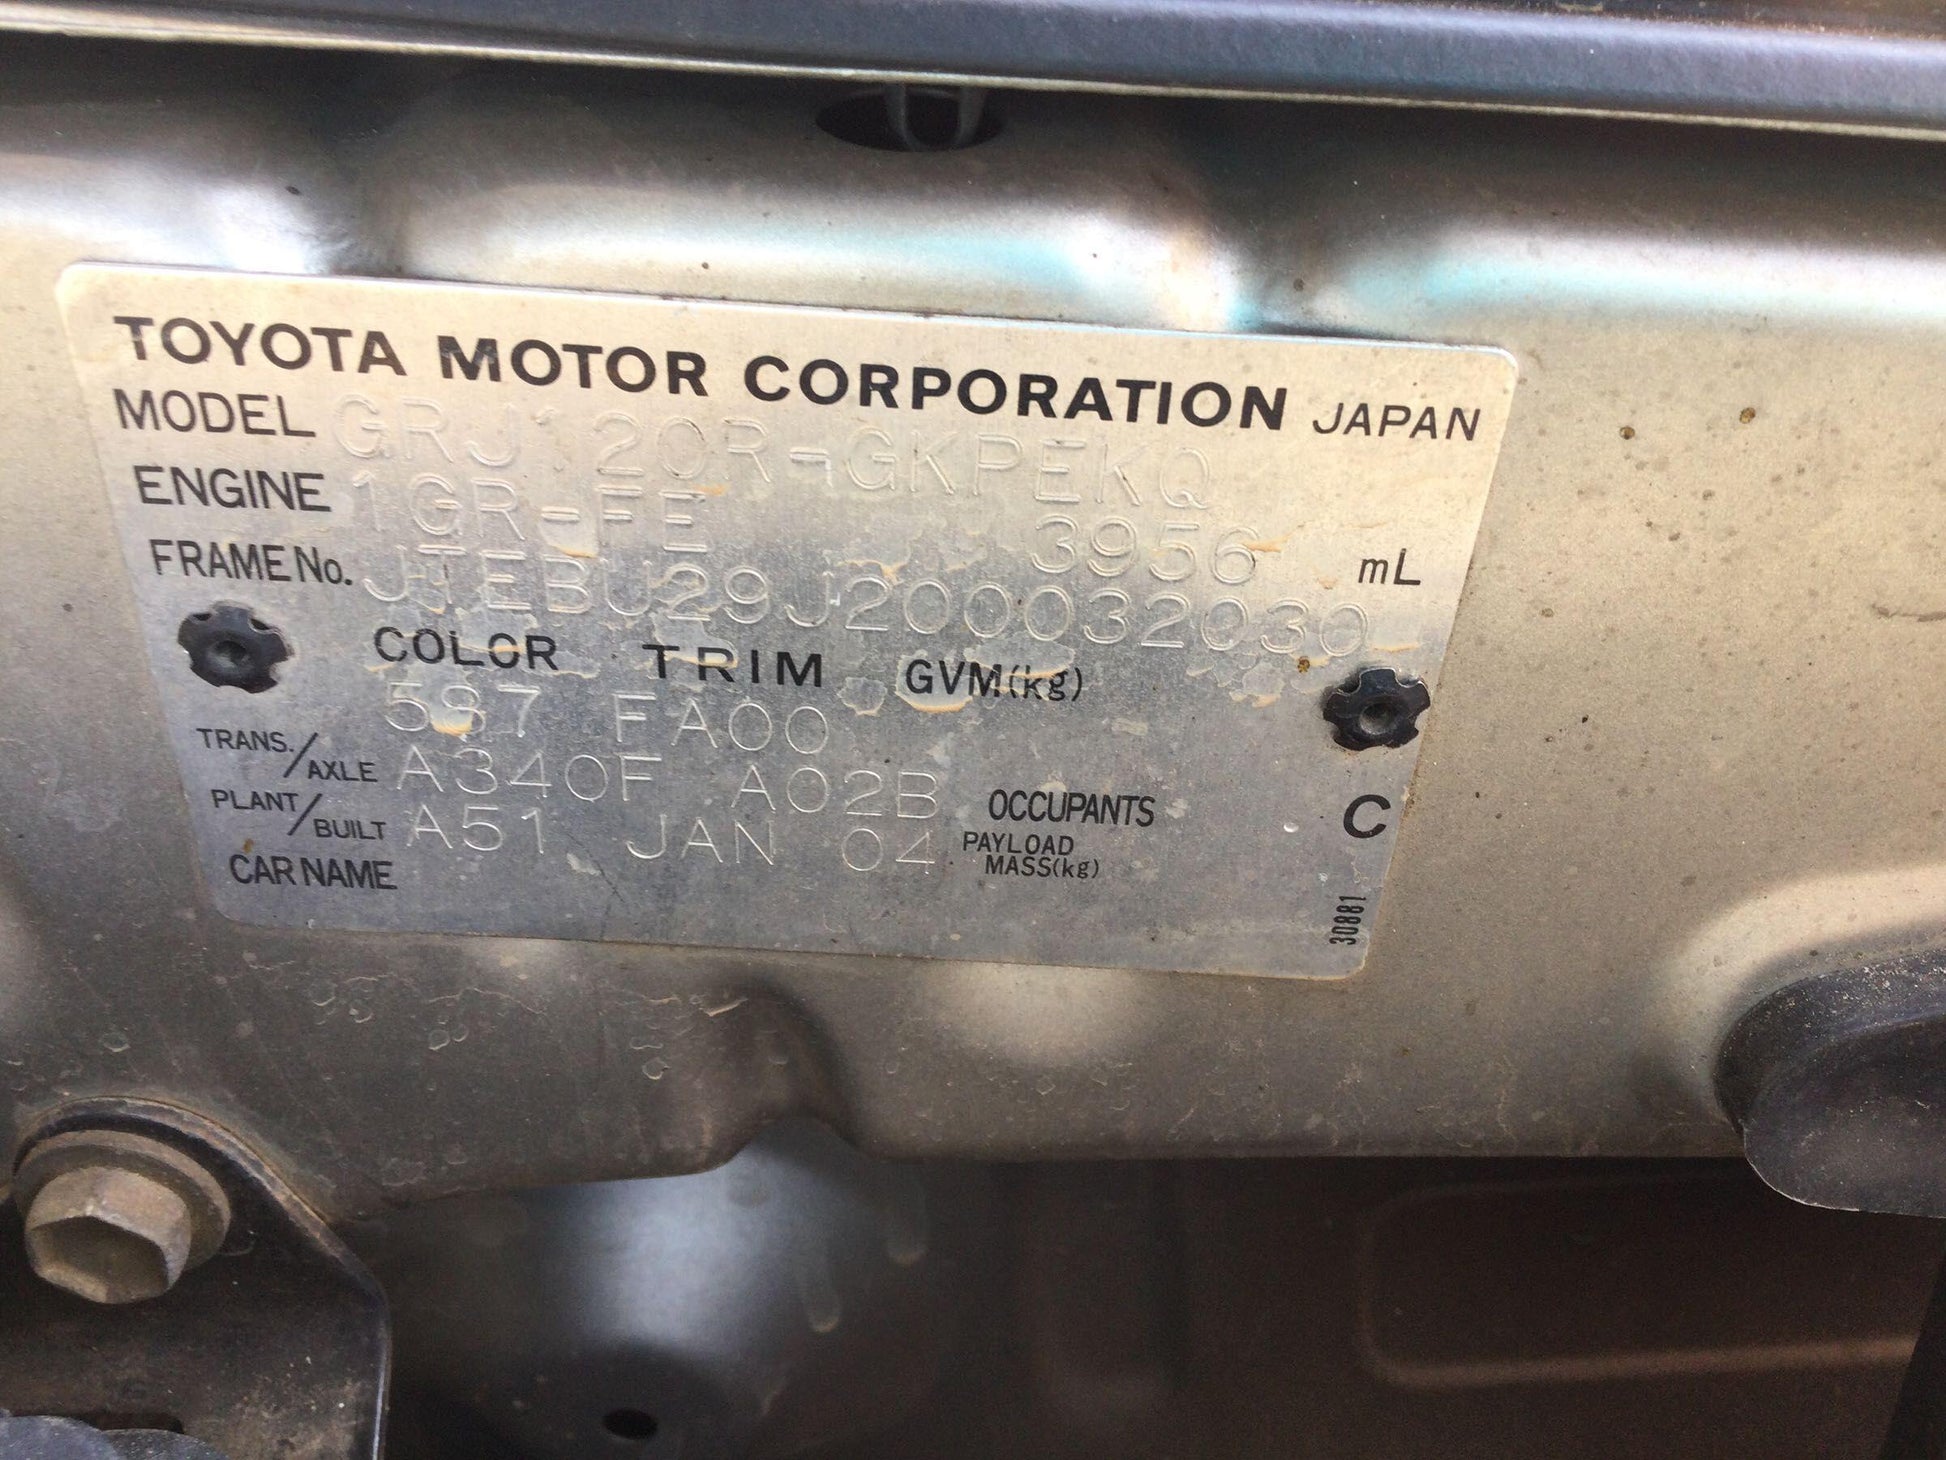 TOYOTA MOTOR CORPORATION JAPAN
MODEL GRJ120R-GKPEKQ
ENGINE 1GR-FE 3956 mL
FRAME No. JTEBU29J200032030
COLOR TRIM GVM(kg)
587 FA00
TRANS./AXLE A340F A02B
PLANT/BUILT A51 JAN 04
OCCUPANTS
PAYLOAD
MASS(kg)
C
CAR NAME
30881